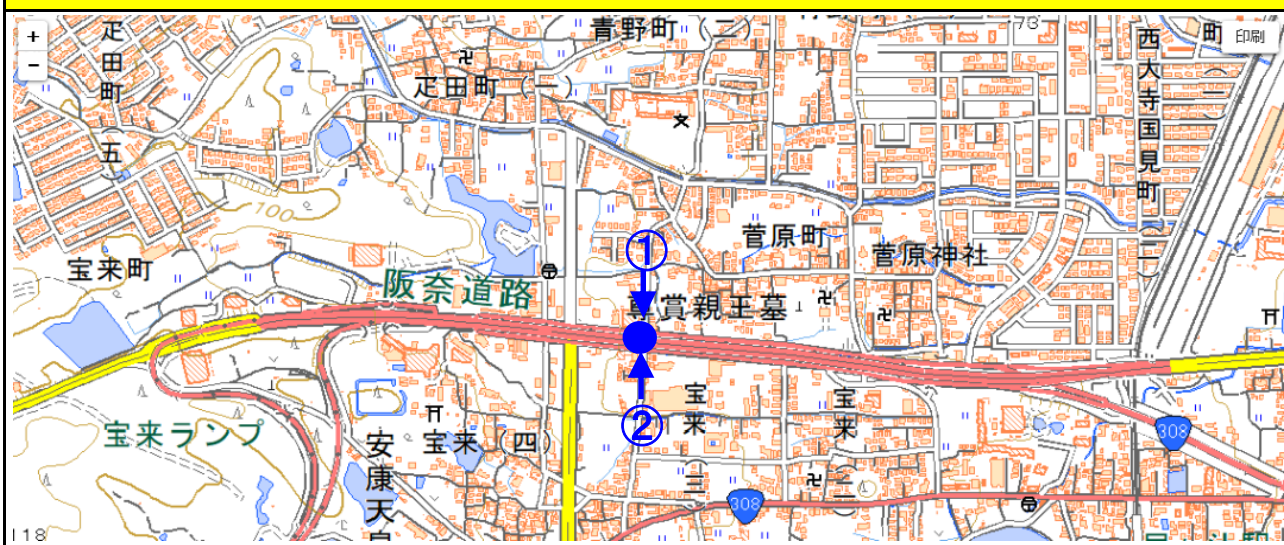 +
−
印刷
疋田町(五)
青野町(二)
疋田町(一)
73
西大寺国見町(一)
町
100
宝来町
阪奈道路
①
菅原町
菅原神社
尊賞親王墓
②
宝来ランプ
宝来(四)
安康天皇
宝来(三)
宝来(二)
308
308
118